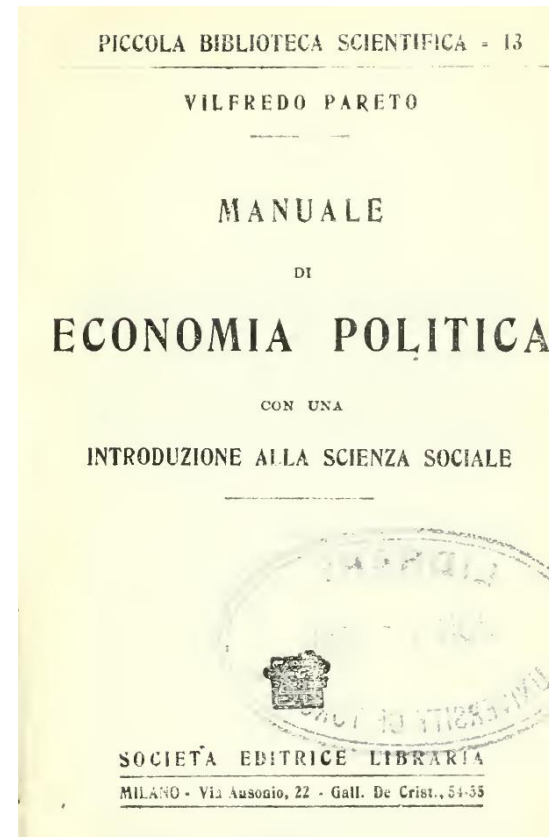 PICCOLA BIBLIOTECA SCIENTIFICA - 13
VILFREDO PARETO
MANUALE
DI
ECONOMIA POLITICA
CON UNA
INTRODUZIONE ALLA SCIENZA SOCIALE
SOCIETÀ EDITRICE LIBRARIA
MILANO - Via Ausonio, 22 - Gall. De Crist., 54-55